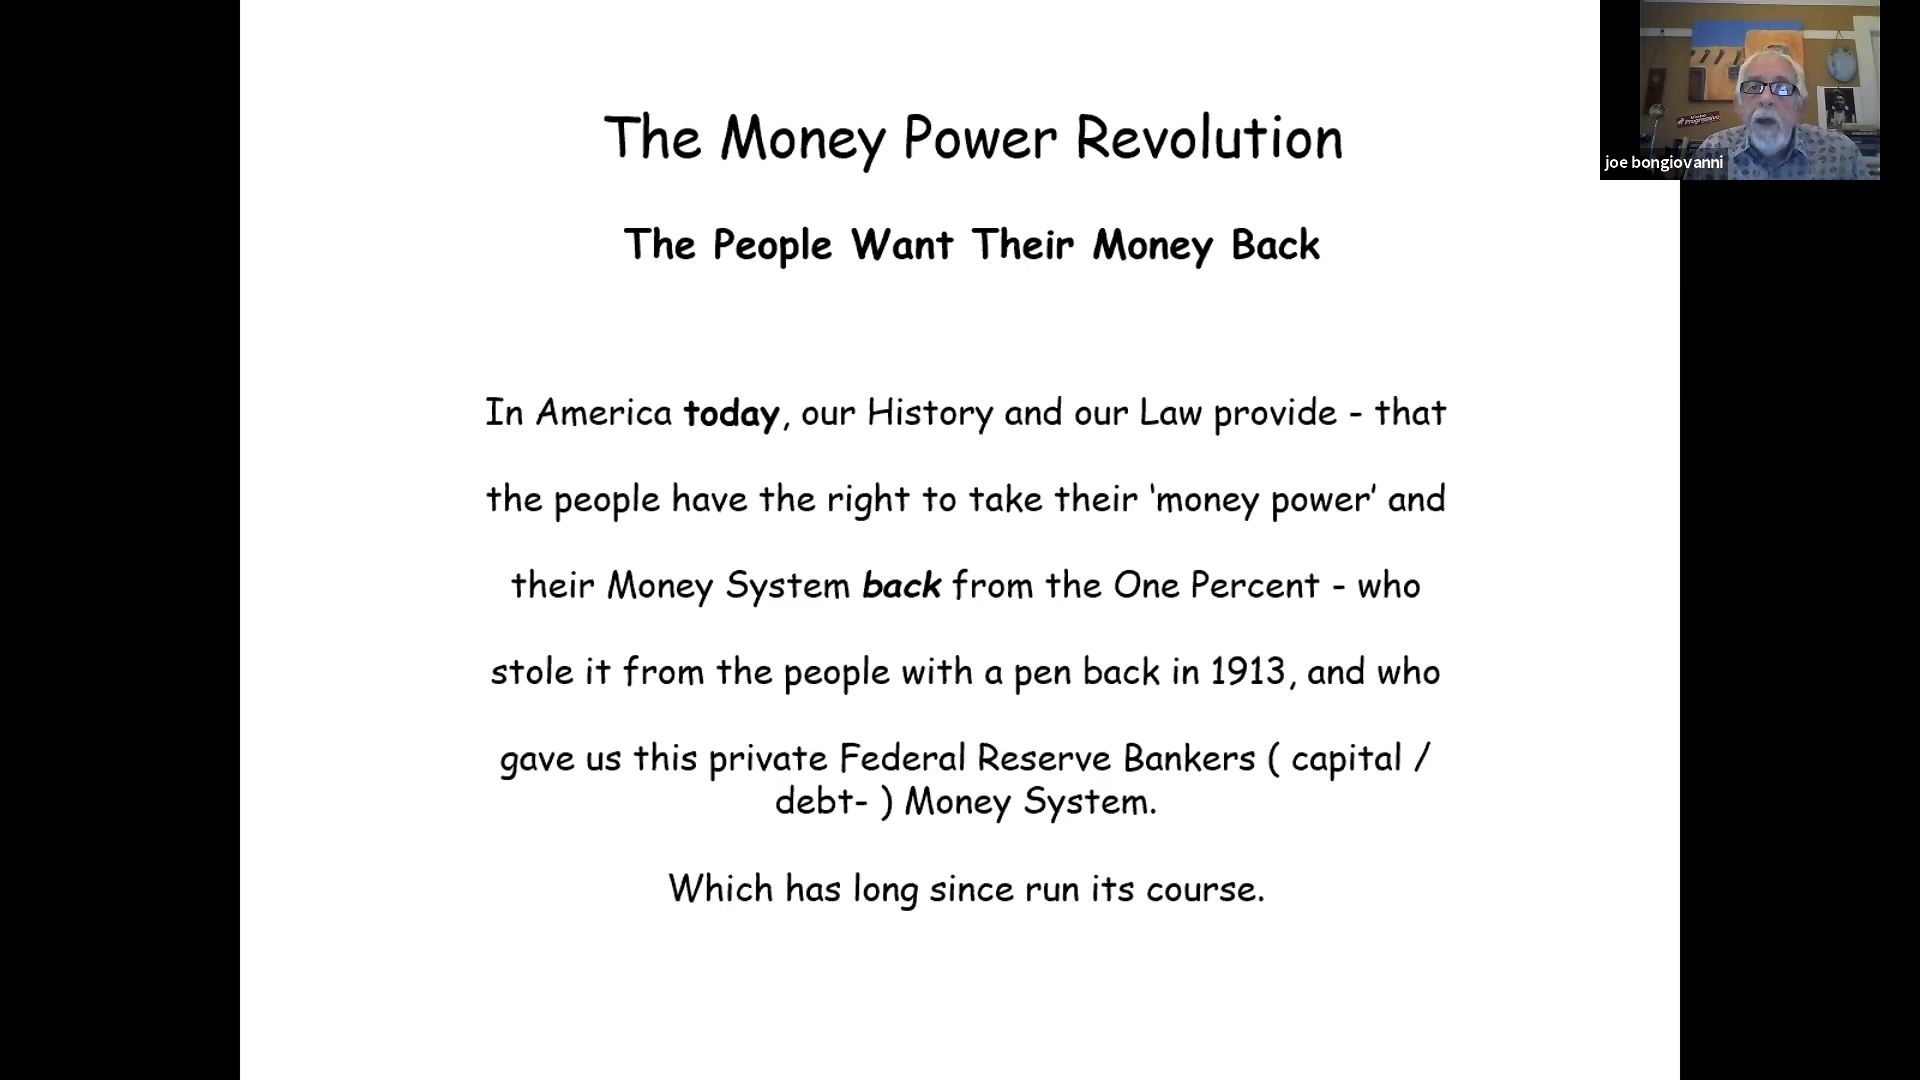 The Money Power Revolution
The People Want Their Money Back
In America today, our History and our Law provide - that
the people have the right to take their ‘money power’ and
their Money System back from the One Percent - who
stole it from the people with a pen back in 1913, and who
gave us this private Federal Reserve Bankers ( capital /
debt- ) Money System.
Which has long since run its course.
joe bongiovanni
Progressive